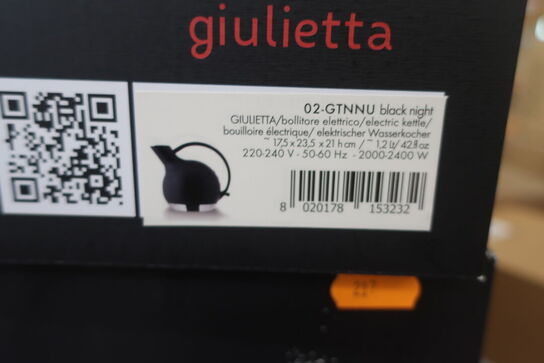 giulietta
02-GTNNU black night
GIULIETTA/bollitore elettrico/electric kettle/
bouilloire électrique/ elektrischer Wasserkocher
~ 17,5 x 23,5 x 21 h cm / ~ 1,2 lt/ 42 fl oz
220-240 V - 50-60 Hz - 2000-2400 W
8 020178 153232